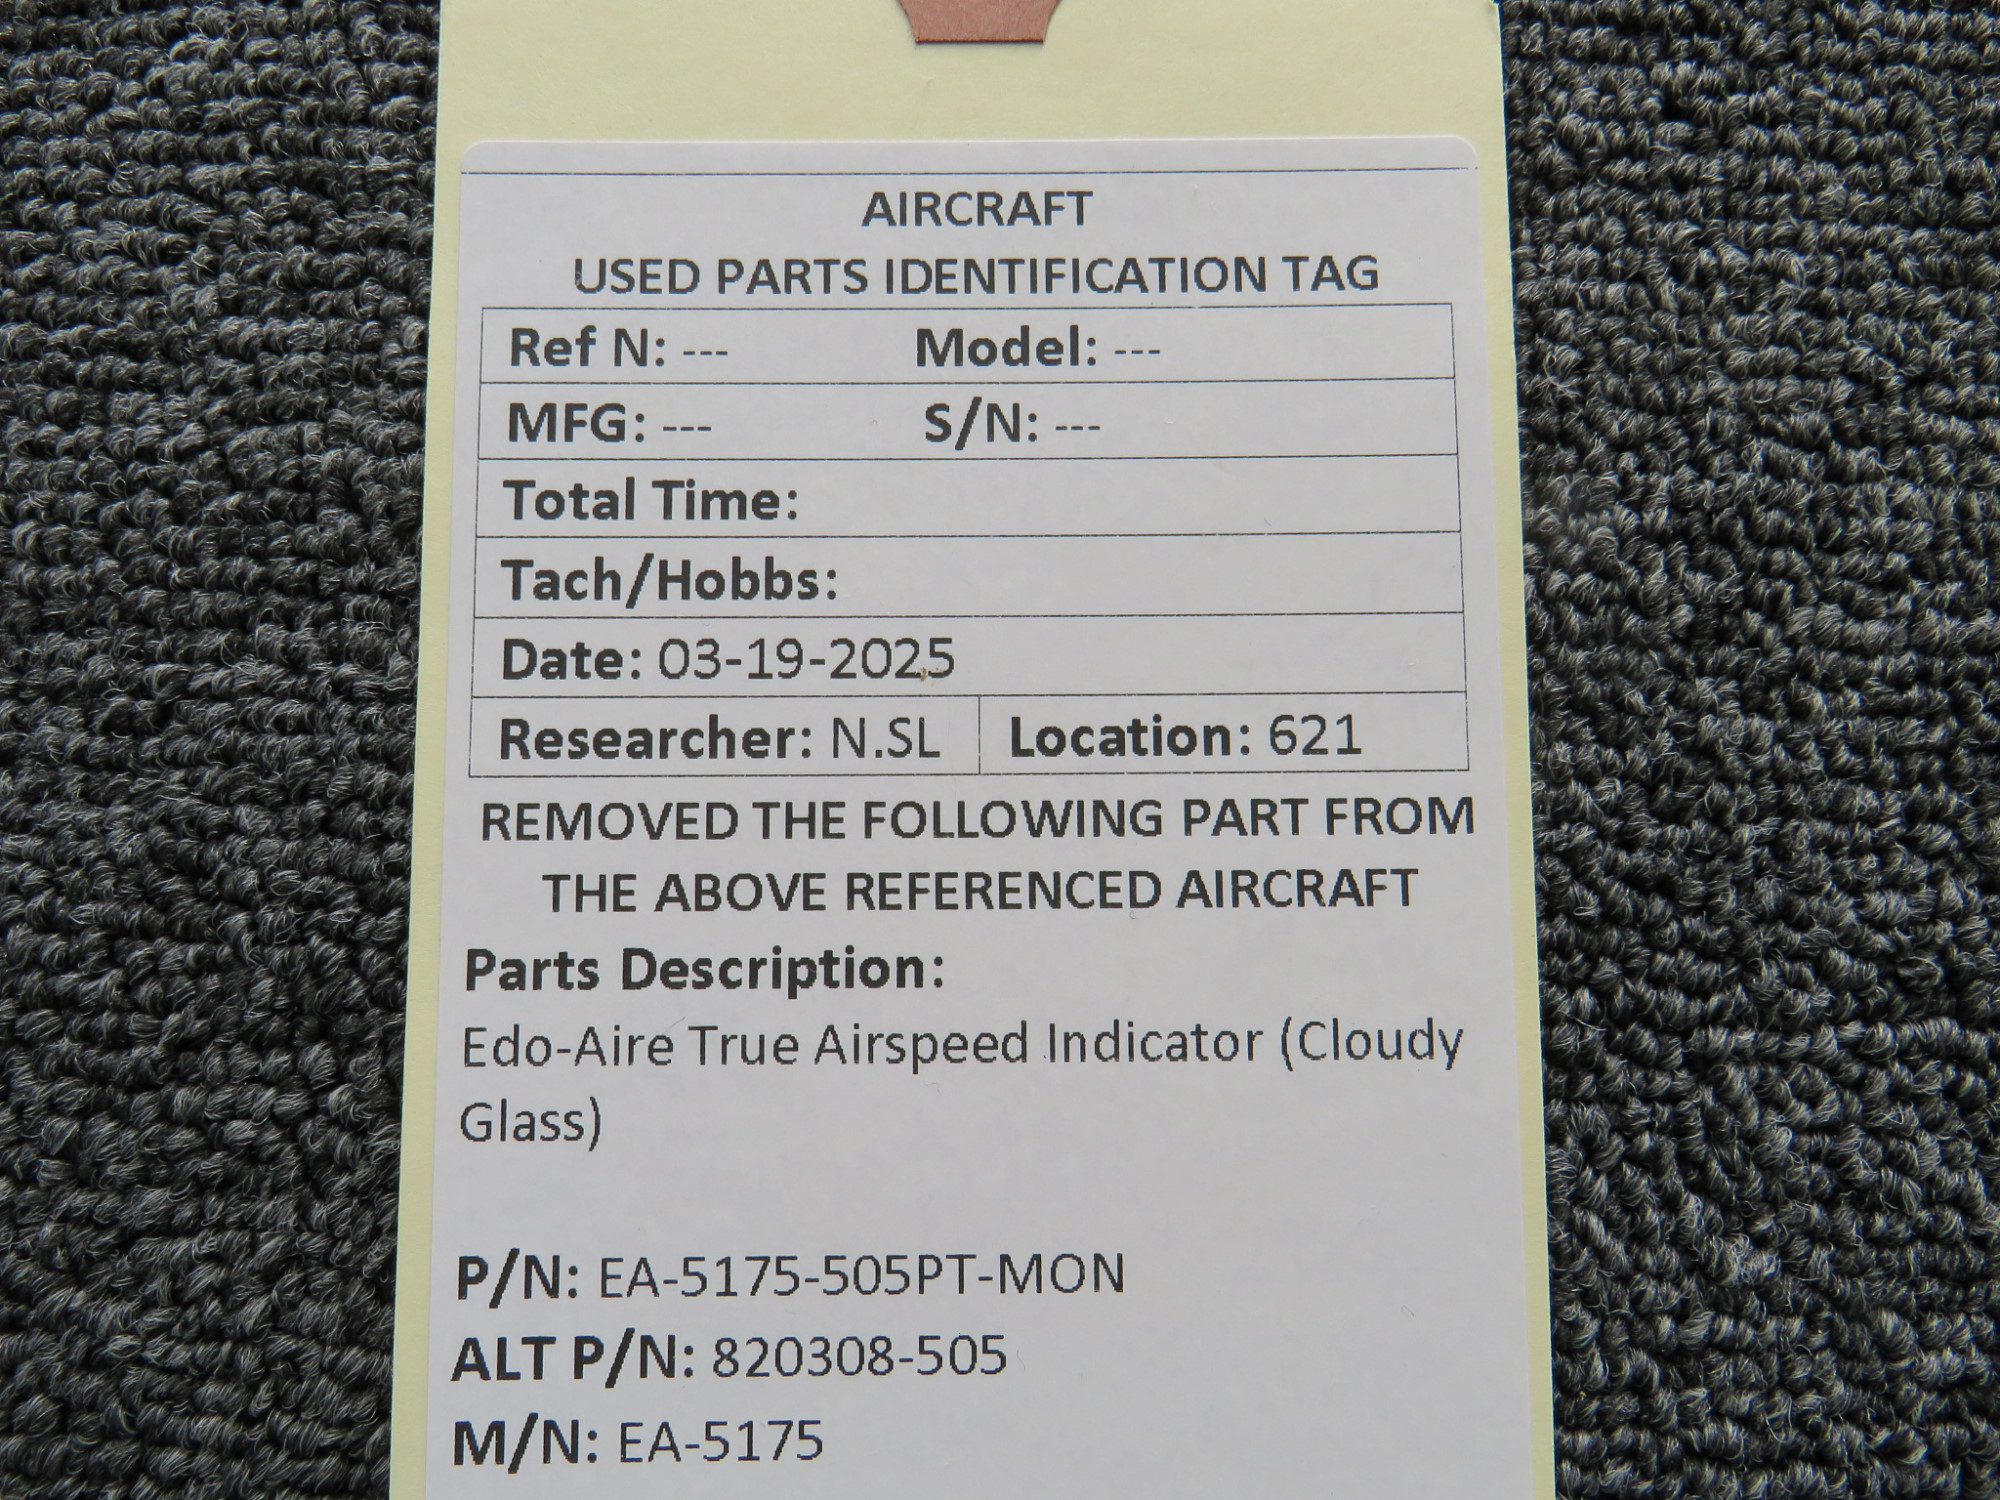 AIRCRAFT
USED PARTS IDENTIFICATION TAG
Ref N: --- Model: ---
MFG: --- S/N: ---
Total Time:
Tach/Hobbs:
Date: 03-19-2025
Researcher: N.SL Location: 621
REMOVED THE FOLLOWING PART FROM
THE ABOVE REFERENCED AIRCRAFT
Parts Description:
Edo-Aire True Airspeed Indicator (Cloudy
Glass)
P/N: EA-5175-505PT-MON
ALT P/N: 820308-505
M/N: EA-5175